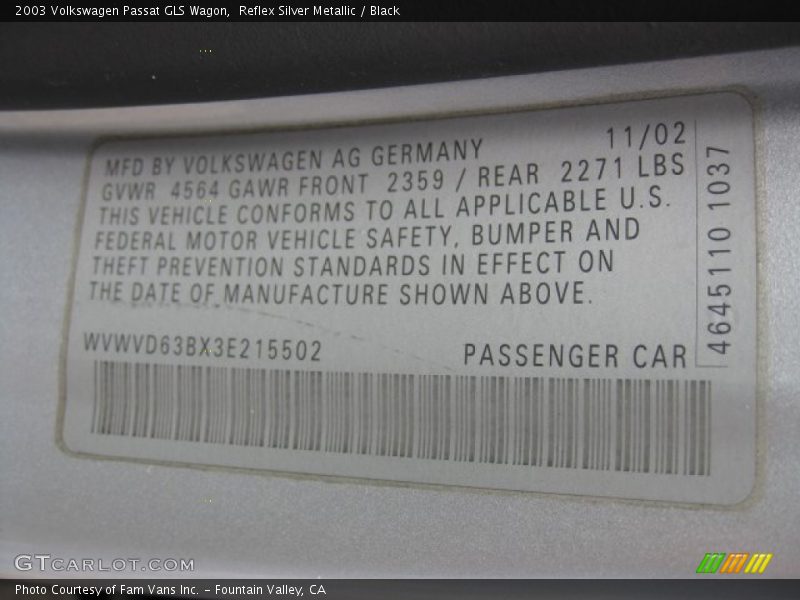 2003 Volkswagen Passat GLS Wagon,  Reflex Silver Metallic / Black
11/02
MFD BY VOLKSWAGEN AG GERMANY
GVWR 4564 GAWR FRONT 2359 / REAR 2271 LBS
THIS VEHICLE CONFORMS TO ALL APPLICABLE U.S.
FEDERAL MOTOR VEHICLE SAFETY, BUMPER AND
THEFT PREVENTION STANDARDS IN EFFECT ON
THE DATE OF MANUFACTURE SHOWN ABOVE.
WVWVD63BX3E215502 PASSENGER CAR
4645110 1037
GTCARLOT.COM
Photo Courtesy of Fam Vans Inc. - Fountain Valley, CA